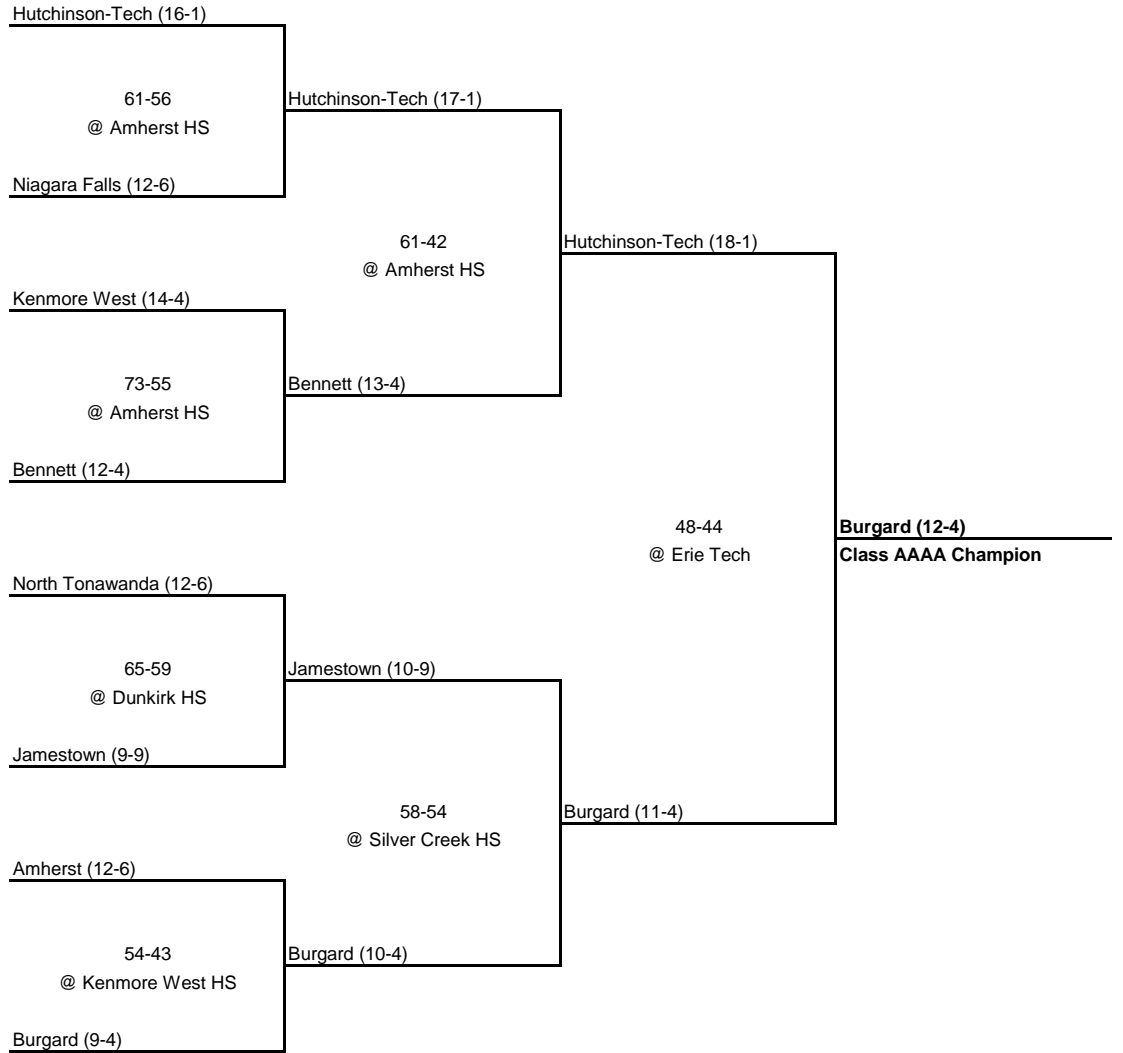 Hutchinson-Tech (16-1)
61-56
@ Amherst HS
Hutchinson-Tech (17-1)
Niagara Falls (12-6)
61-42
@ Amherst HS
Hutchinson-Tech (18-1)
Kenmore West (14-4)
73-55
@ Amherst HS
Bennett (13-4)
Bennett (12-4)
48-44
@ Erie Tech
Burgard (12-4)
Class AAAA Champion
North Tonawanda (12-6)
65-59
@ Dunkirk HS
Jamestown (10-9)
Jamestown (9-9)
58-54
@ Silver Creek HS
Burgard (11-4)
Amherst (12-6)
54-43
@ Kenmore West HS
Burgard (10-4)
Burgard (9-4)